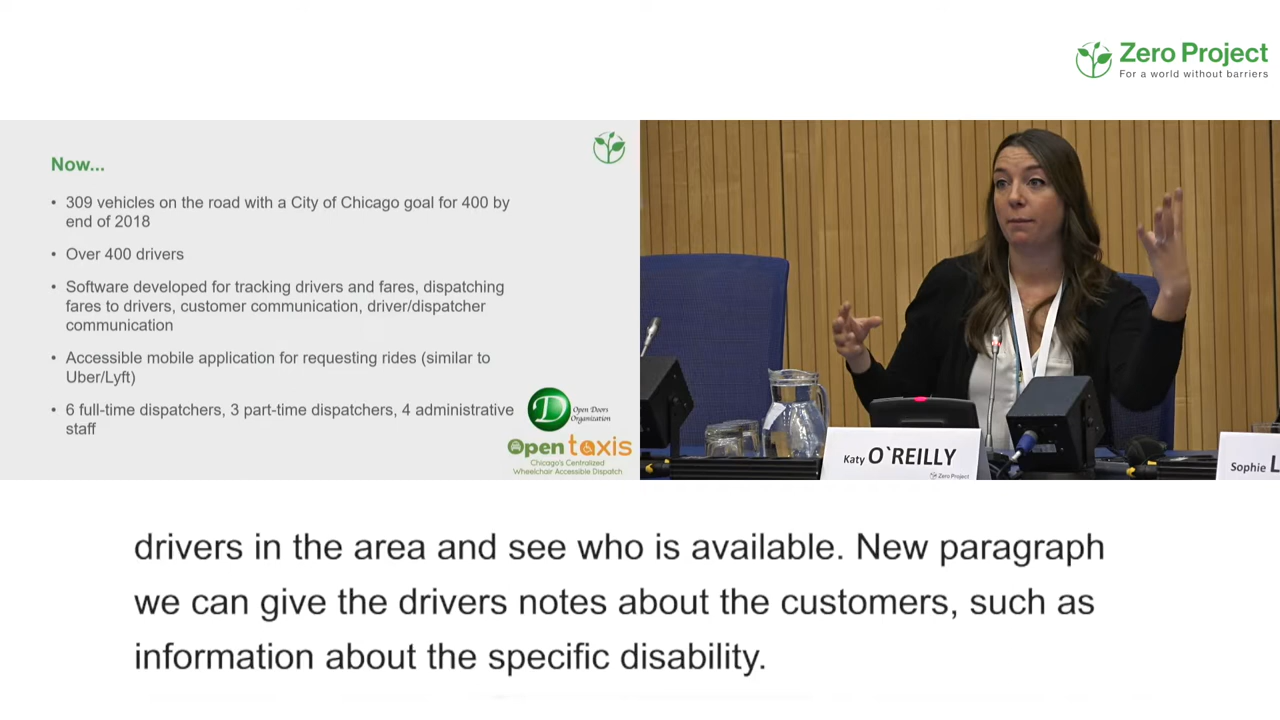 Zero Project
For a world without barriers
Now...
• 309 vehicles on the road with a City of Chicago goal for 400 by
end of 2018
• Over 400 drivers
• Software developed for tracking drivers and fares, dispatching
fares to drivers, customer communication, driver/dispatcher
communication
• Accessible mobile application for requesting rides (similar to
Uber/Lyft)
• 6 full-time dispatchers, 3 part-time dispatchers, 4 administrative
staff
D Open Doors
Organization
Open taxis
Chicago's Centralized
Wheelchair Accessible Dispatch
Katy O`REILLY
Zero Project
Sophie L
drivers in the area and see who is available. New paragraph
we can give the drivers notes about the customers, such as
information about the specific disability.